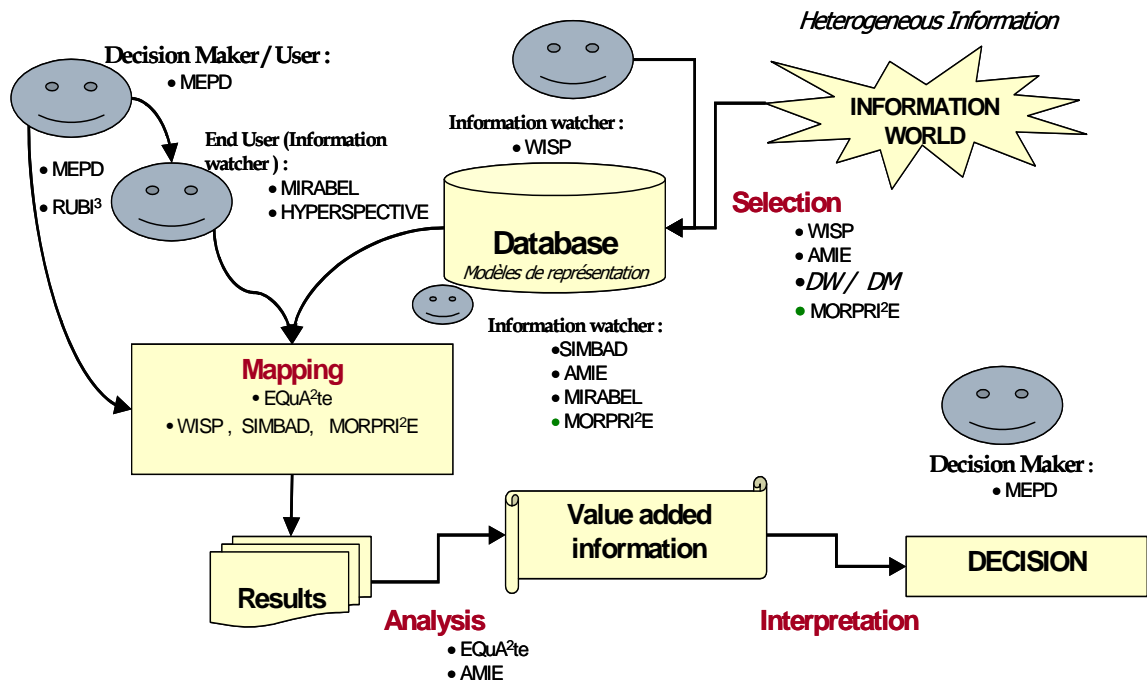 Heterogeneous Information
Decision Maker / User :
• MEPD
INFORMATION
WORLD
Information watcher :
• WISP
End User (Information
watcher ) :
• MIRABEL
• HYPERSPECTIVE
• MEPD
• RUBI³
Selection
• WISP
• AMIE
• DW / DM
• MORPRI²E
Database
Modèles de représentation
Information watcher :
• SIMBAD
• AMIE
• MIRABEL
• MORPRI²E
Mapping
• EQuA²te
• WISP , SIMBAD, MORPRI²E
Decision Maker :
• MEPD
Value added
information
DECISION
Results
Analysis
• EQuA²te
• AMIE
Interpretation